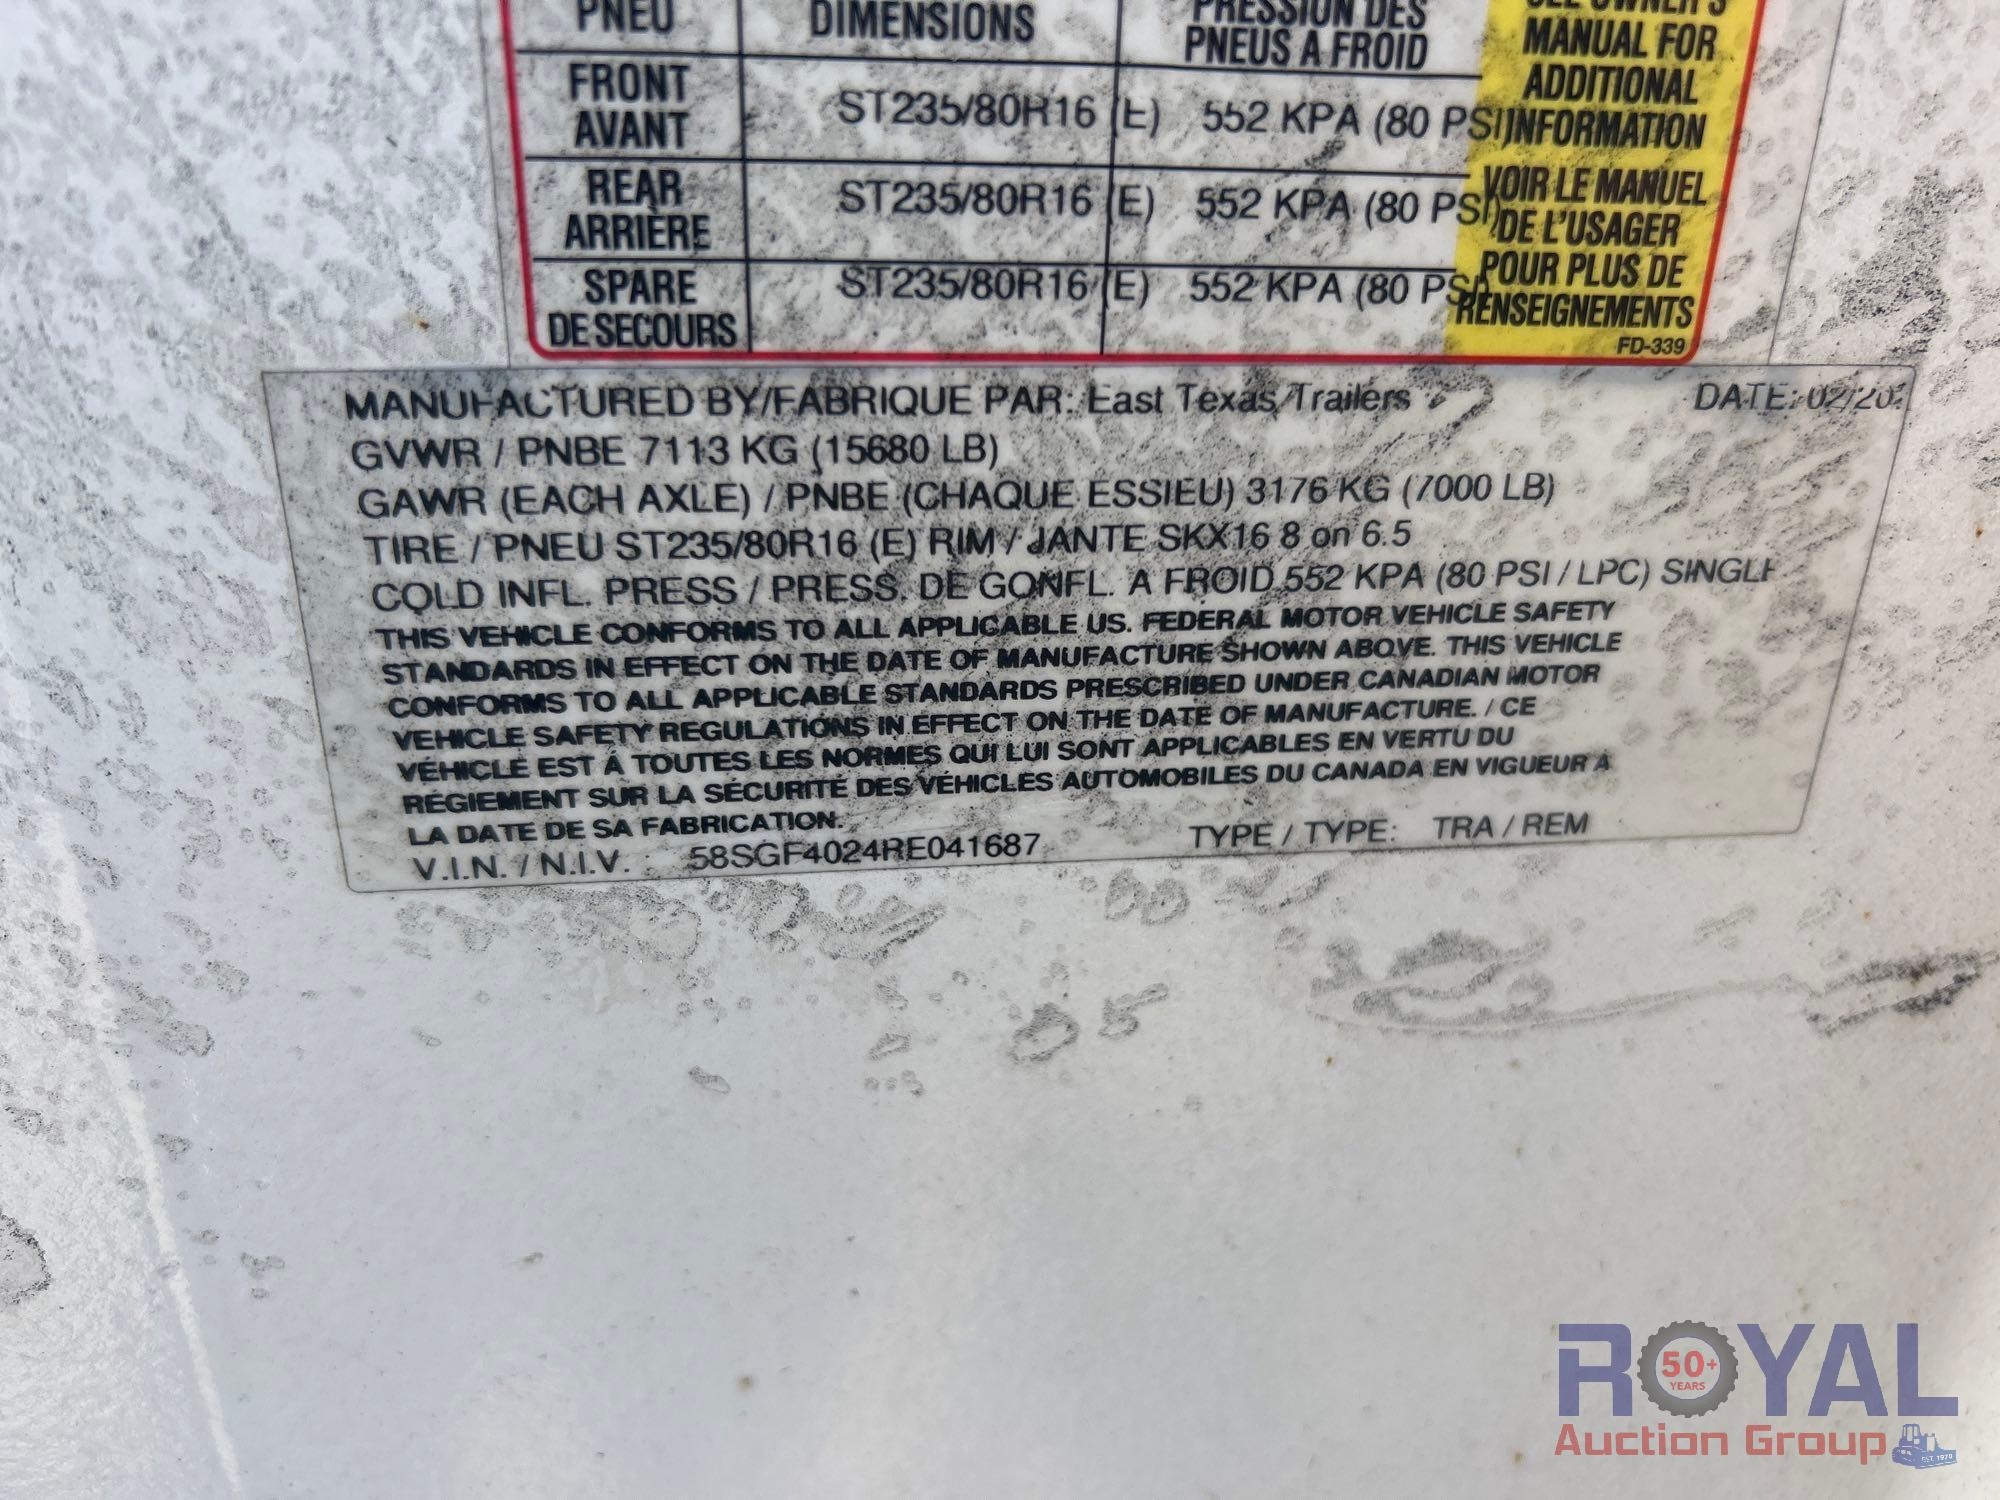 PNEU DIMENSIONS PRESSION DES
PNEUS A FROID
SEE OWNER'S
MANUAL FOR
ADDITIONAL
INFORMATION
VOIR LE MANUEL
DE L'USAGER
POUR PLUS DE
RENSEIGNEMENTS
FD-339
FRONT
AVANT
ST235/80R16 (E) 552 KPA (80 PSI)
REAR
ARRIÈRE
ST235/80R16 (E) 552 KPA (80 PSI)
SPARE
DE SECOURS
ST235/80R16 (E) 552 KPA (80 PSI)
MANUFACTURED BY/FABRIQUE PAR: East Texas Trailers DATE: 02/20
GVWR / PNBE 7113 KG (15680 LB)
GAWR (EACH AXLE) / PNBE (CHAQUE ESSIEU) 3176 KG (7000 LB)
TIRE / PNEU ST235/80R16 (E) RIM / JANTE SKX16 8 on 6.5
COLD INFL. PRESS / PRESS. DE GONFL. A FROID 552 KPA (80 PSI / LPC) SINGLE
THIS VEHICLE CONFORMS TO ALL APPLICABLE US. FEDERAL MOTOR VEHICLE SAFETY
STANDARDS IN EFFECT ON THE DATE OF MANUFACTURE SHOWN ABOVE. THIS VEHICLE
CONFORMS TO ALL APPLICABLE STANDARDS PRESCRIBED UNDER CANADIAN MOTOR
VEHICLE SAFETY REGULATIONS IN EFFECT ON THE DATE OF MANUFACTURE. / CE
VÉHICLE EST Á TOUTES LES NORMES QUI LUI SONT APPLICABLES EN VERTU DU
RÉGIEMENT SUR LA SÉCURITÉ DES VÉHICLES AUTOMOBILES DU CANADA EN VIGUEUR Á
LA DATE DE SA FABRICATION.
V.I.N. / N.I.V. 58SGF4024RE041687 TYPE / TYPE: TRA / REM
ROYAL
50+
YEARS
Auction Group
EST. 1970